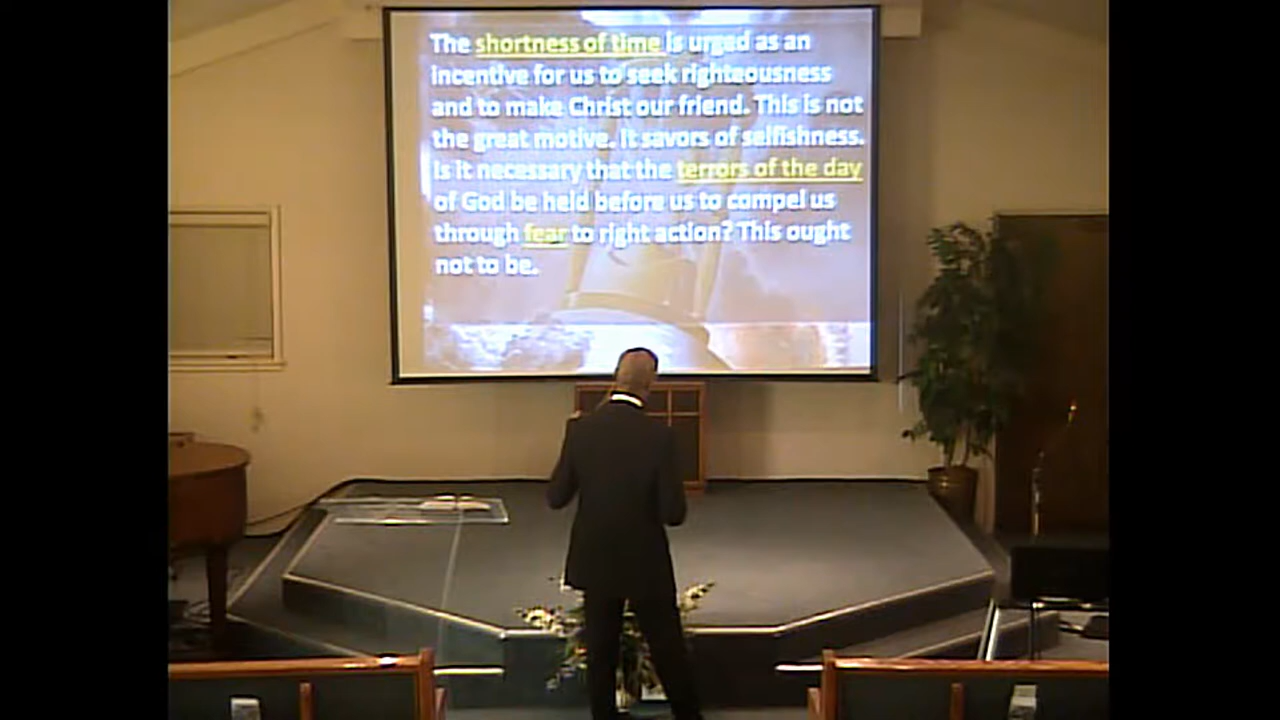 The shortness of time is urged as an
incentive for us to seek righteousness
and to make Christ our friend. This is not
the great motive. It savors of selfishness.
Is it necessary that the terrors of the day
of God be held before us to compel us
through fear to right action? This ought
not to be.